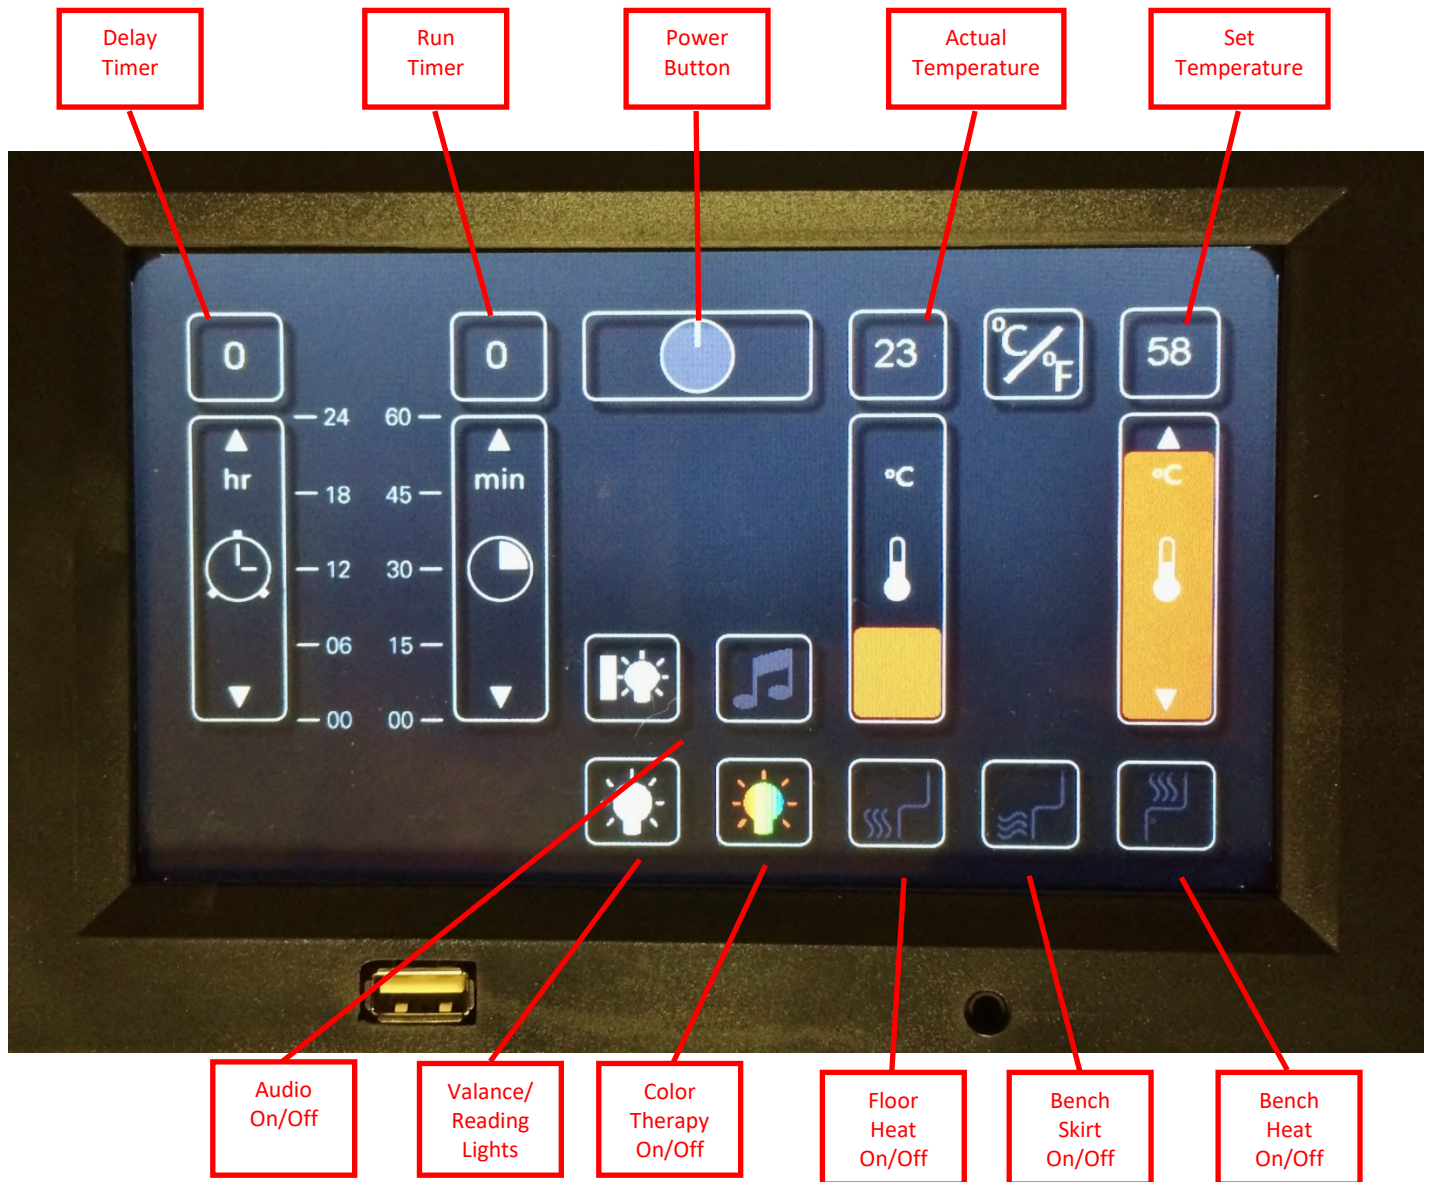 Delay
Timer
Run
Timer
Power
Button
Actual
Temperature
Set
Temperature
0
0
23
°C/°F
58
24
60
hr
min
°C
°C
18
45
12
30
06
15
00
00
Audio
On/Off
Valance/
Reading
Lights
Color
Therapy
On/Off
Floor
Heat
On/Off
Bench
Skirt
On/Off
Bench
Heat
On/Off